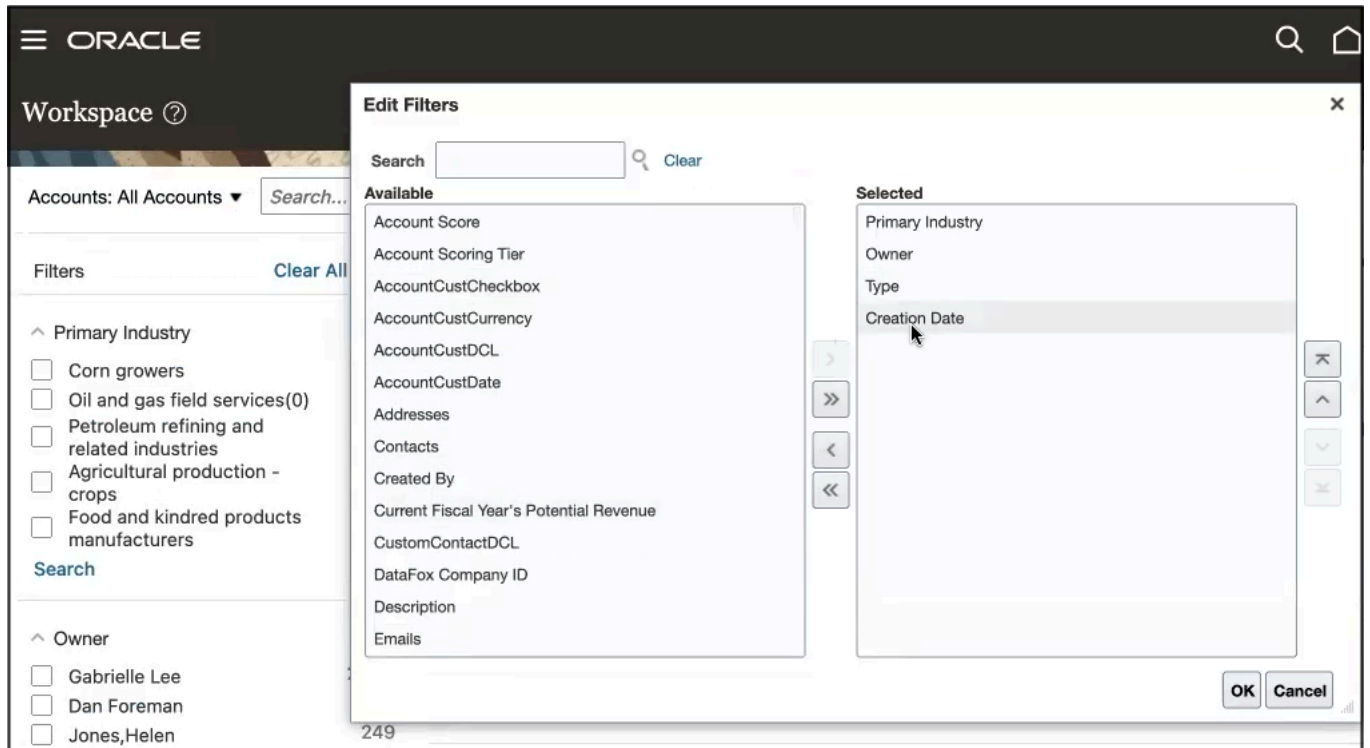 ORACLE
Workspace ?
Edit Filters
Search
Clear
Accounts: All Accounts
Search...
Available
Selected
Filters
Clear All
Primary Industry
Corn growers
Oil and gas field services(0)
Petroleum refining and
related industries
Agricultural production -
crops
Food and kindred products
manufacturers
Search
Owner
Gabrielle Lee
Dan Foreman
Jones,Helen
249
Account Score
Account Scoring Tier
AccountCustCheckbox
AccountCustCurrency
AccountCustDCL
AccountCustDate
Addresses
Contacts
Created By
Current Fiscal Year's Potential Revenue
CustomContactDCL
DataFox Company ID
Description
Emails
Primary Industry
Owner
Type
Creation Date
OK
Cancel